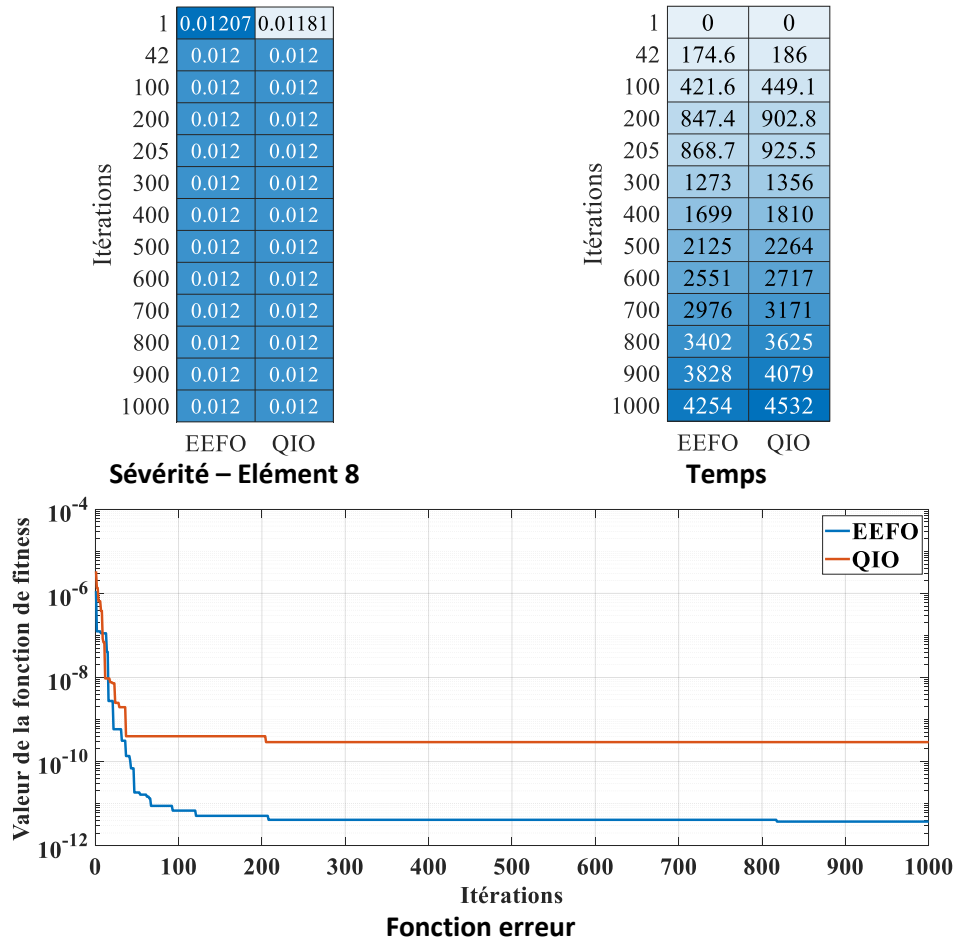 1 0.01207 0.01181
42 0.012 0.012
100 0.012 0.012
200 0.012 0.012
205 0.012 0.012
300 0.012 0.012
400 0.012 0.012
500 0.012 0.012
600 0.012 0.012
700 0.012 0.012
800 0.012 0.012
900 0.012 0.012
1000 0.012 0.012
Itérations
EEFO QIO
Sévérité – Elément 8
1 0 0
42 174.6 186
100 421.6 449.1
200 847.4 902.8
205 868.7 925.5
300 1273 1356
400 1699 1810
500 2125 2264
600 2551 2717
700 2976 3171
800 3402 3625
900 3828 4079
1000 4254 4532
Itérations
EEFO QIO
Temps
Valeur de la fonction de fitness
10^-4
10^-6
10^-8
10^-10
10^-12
EEFO
QIO
0 100 200 300 400 500 600 700 800 900 1000
Itérations
Fonction erreur